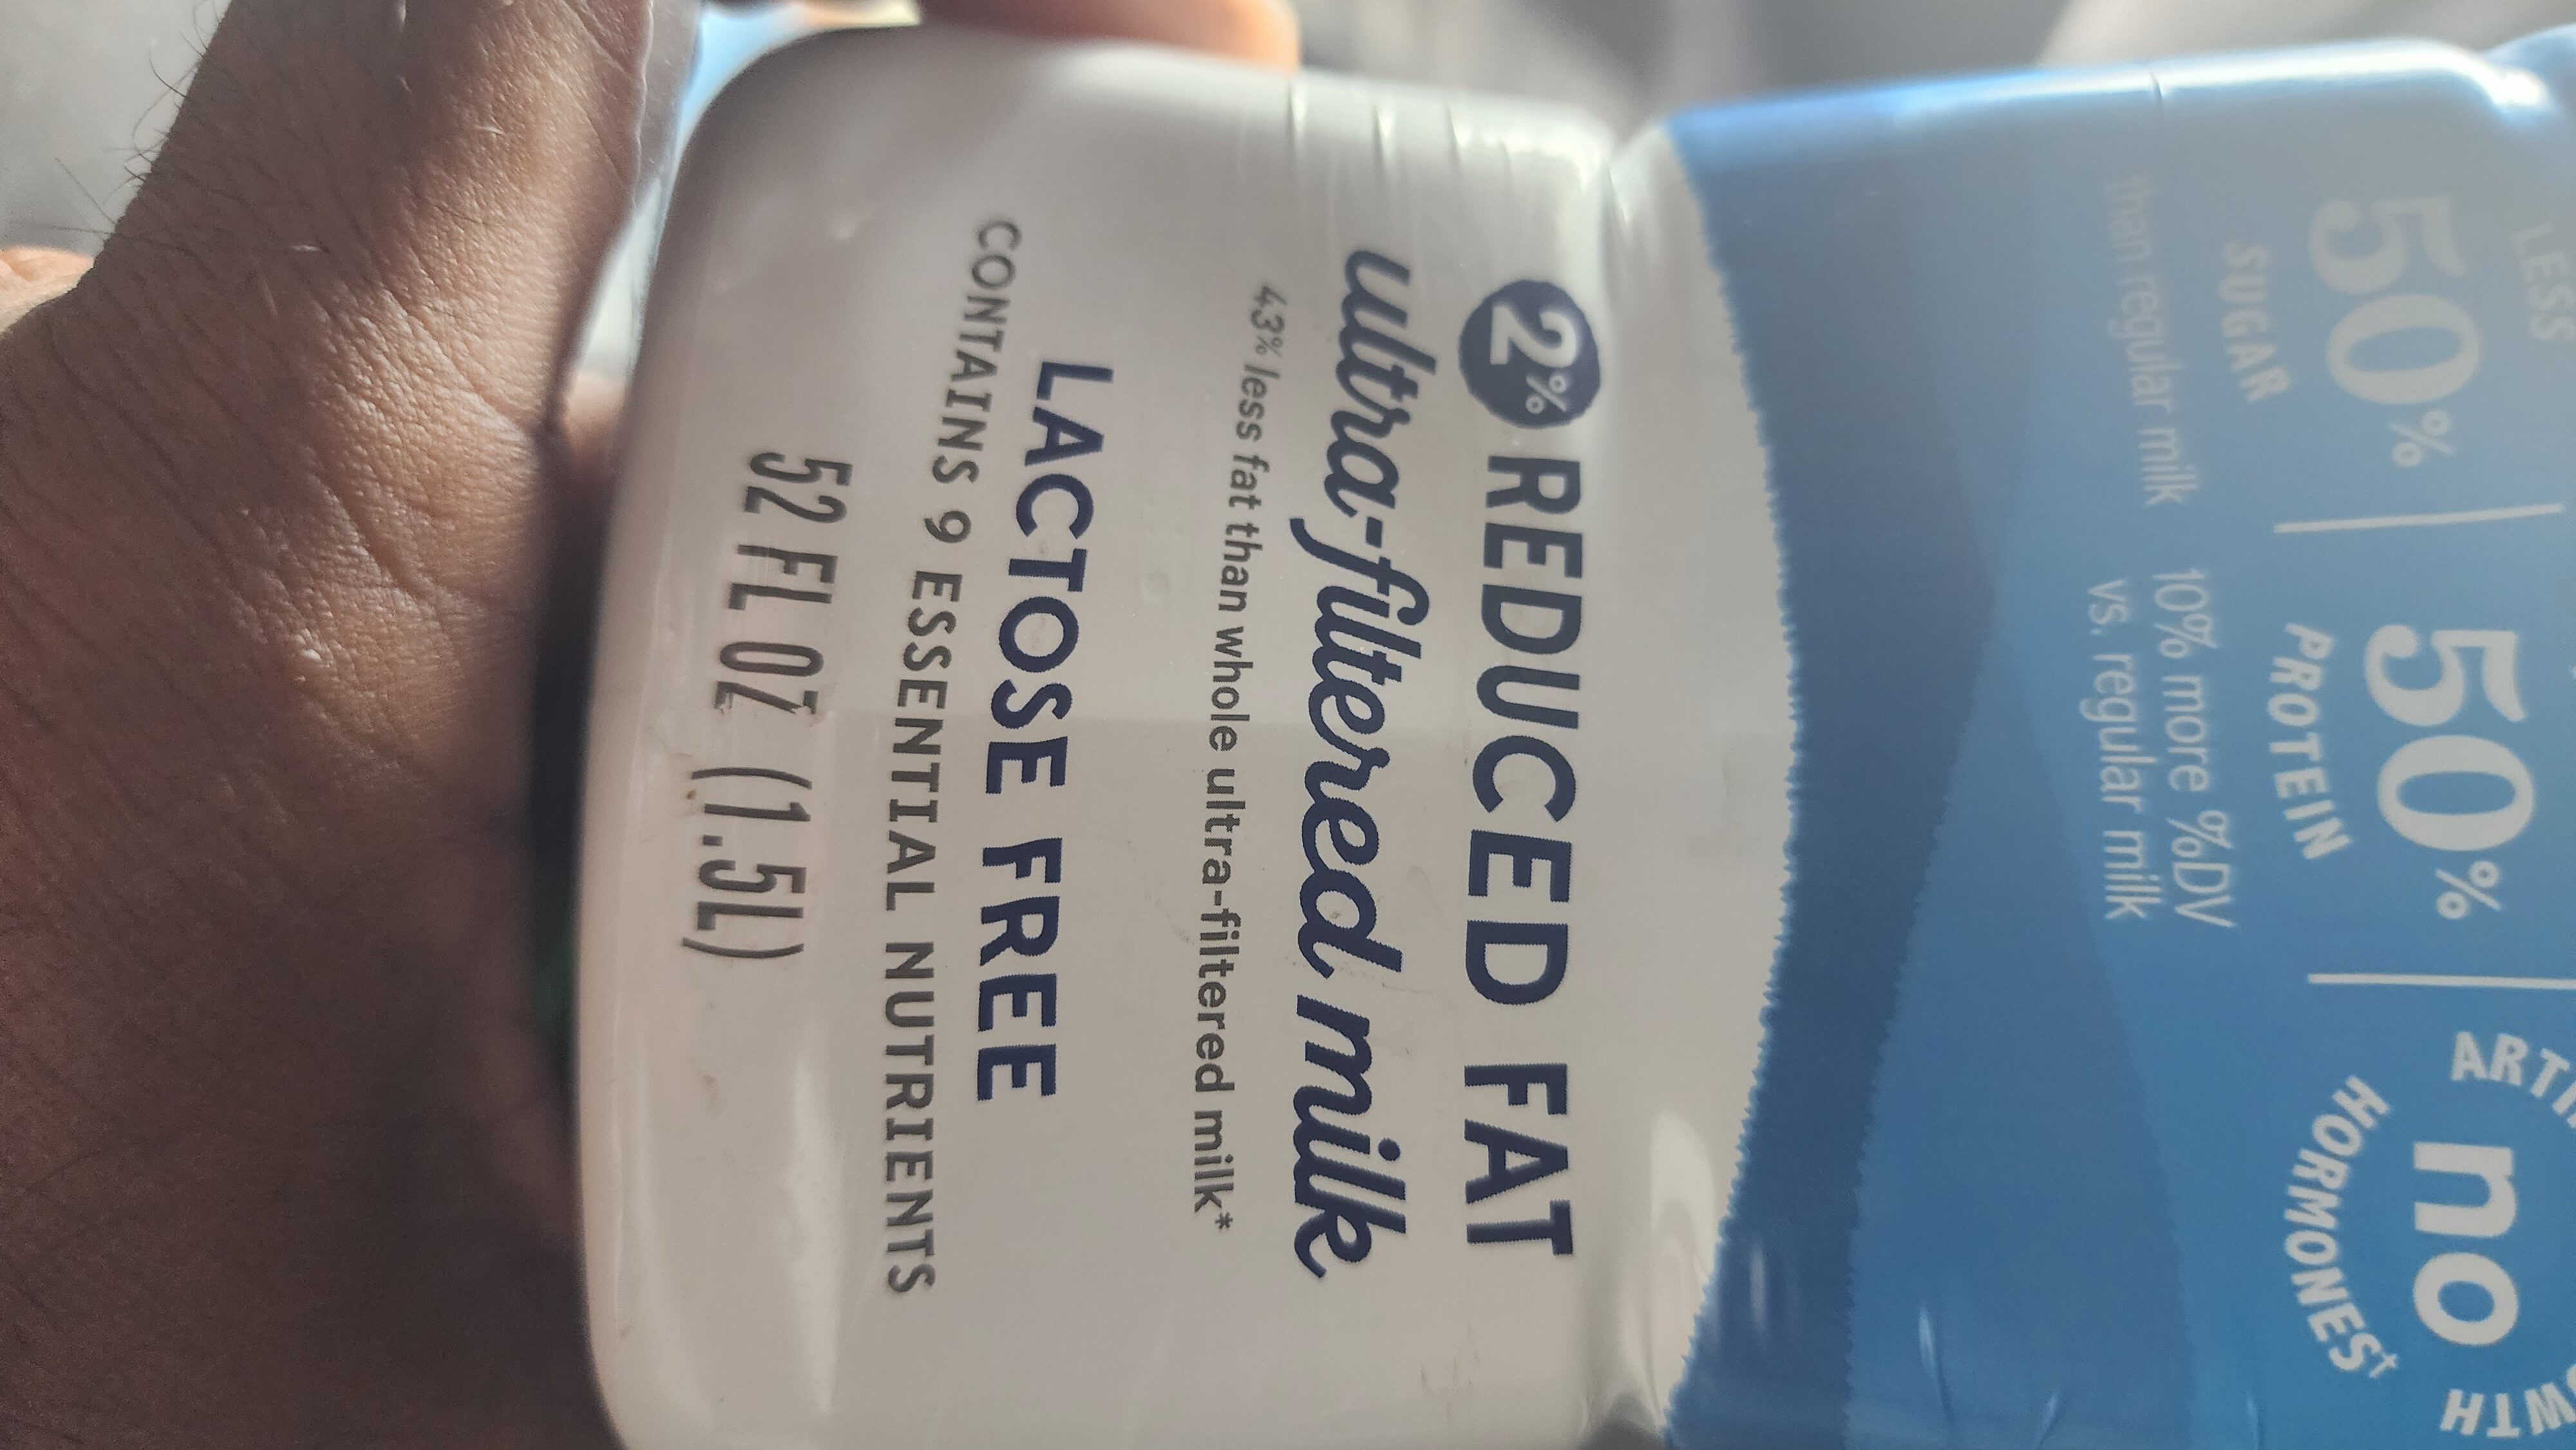 LESS
50%
SUGAR
than regular milk
50%
PROTEIN
10% more %DV
vs. regular milk
no
HORMONES†
2% REDUCED FAT
ultra-filtered milk
43% less fat than whole ultra-filtered milk*
LACTOSE FREE
CONTAINS 9 ESSENTIAL NUTRIENTS
52 FL OZ (1.5L)